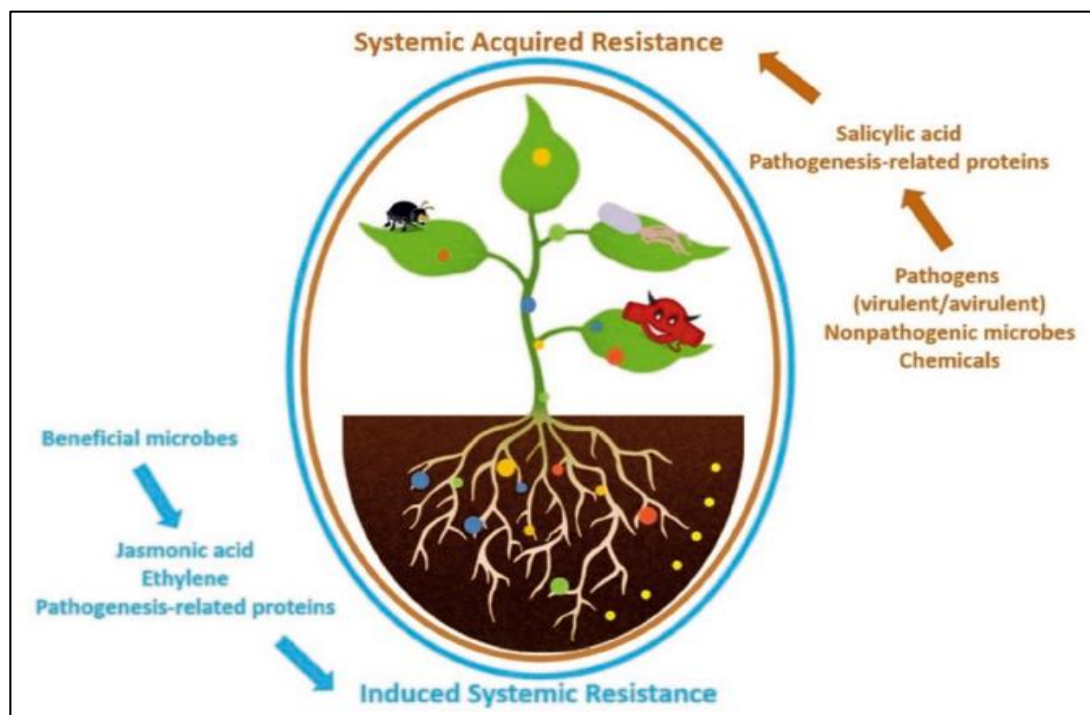 Systemic Acquired Resistance
Salicylic acid
Pathogenesis-related proteins
Pathogens
(virulent/avirulent)
Nonpathogenic microbes
Chemicals
Beneficial microbes
Jasmonic acid
Ethylene
Pathogenesis-related proteins
Induced Systemic Resistance